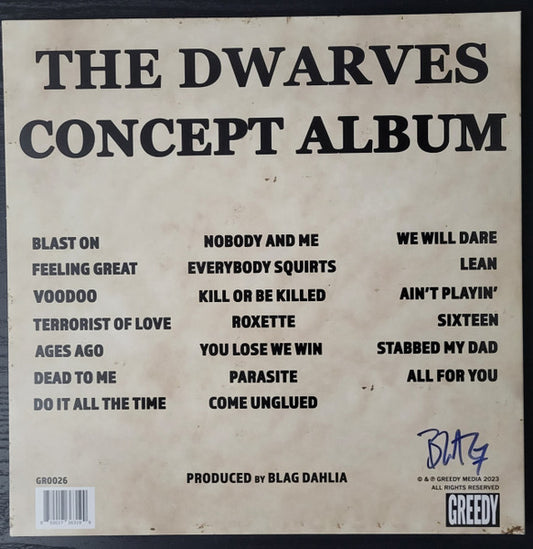 THE DWARVES
CONCEPT ALBUM
BLAST ON
FEELING GREAT
VOODOO
TERRORIST OF LOVE
AGES AGO
DEAD TO ME
DO IT ALL THE TIME
NOBODY AND ME
EVERYBODY SQUIRTS
KILL OR BE KILLED
ROXETTE
YOU LOSE WE WIN
PARASITE
COME UNGLUED
WE WILL DARE
LEAN
AIN'T PLAYIN'
SIXTEEN
STABBED MY DAD
ALL FOR YOU
BLAG
GR0026
PRODUCED BY BLAG DAHLIA
© & ℗ GREEDY MEDIA 2023
ALL RIGHTS RESERVED
GREEDY